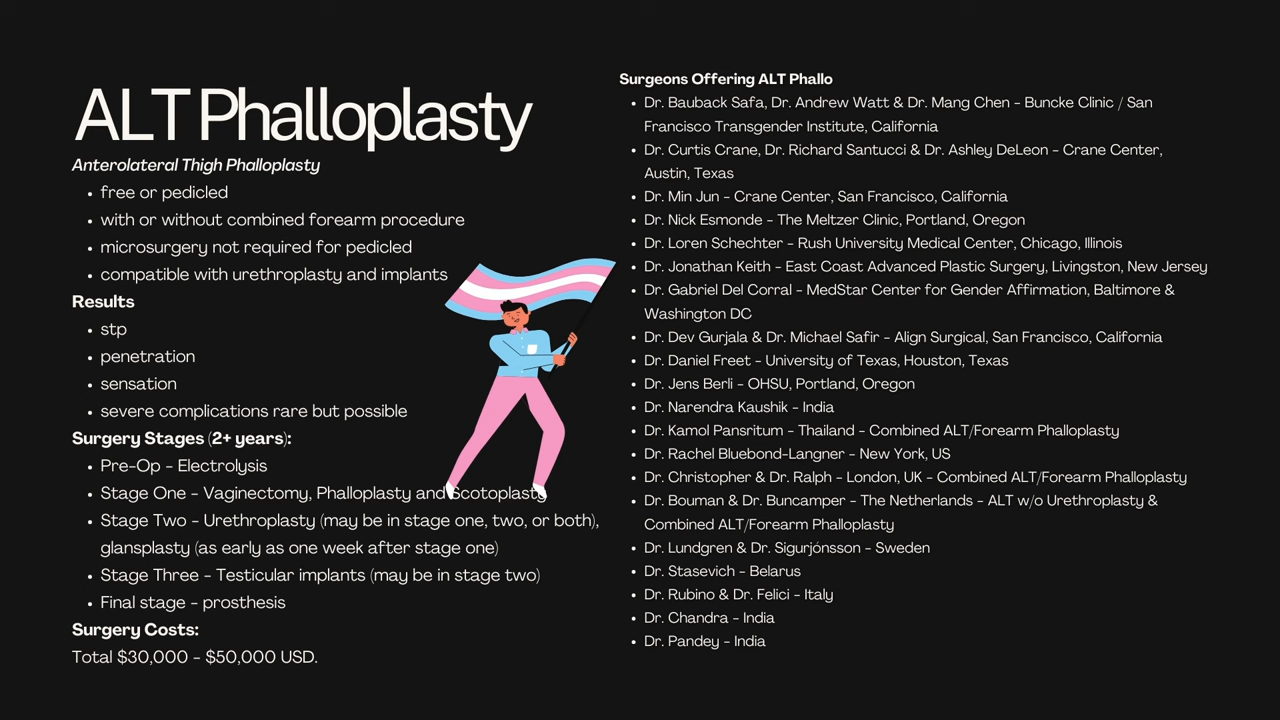 ALT Phalloplasty
Anterolateral Thigh Phalloplasty
• free or pedicled
• with or without combined forearm procedure
• microsurgery not required for pedicled
• compatible with urethroplasty and implants
Results
• stp
• penetration
• sensation
• severe complications rare but possible
Surgery Stages (2+ years):
• Pre-Op - Electrolysis
• Stage One - Vaginectomy, Phalloplasty and Scotoplasty
• Stage Two - Urethroplasty (may be in stage one, two, or both),
glansplasty (as early as one week after stage one)
• Stage Three - Testicular implants (may be in stage two)
• Final stage - prosthesis
Surgery Costs:
Total $30,000 - $50,000 USD.
Surgeons Offering ALT Phallo
• Dr. Bauback Safa, Dr. Andrew Watt & Dr. Mang Chen - Buncke Clinic / San
Francisco Transgender Institute, California
• Dr. Curtis Crane, Dr. Richard Santucci & Dr. Ashley DeLeon - Crane Center,
Austin, Texas
• Dr. Min Jun - Crane Center, San Francisco, California
• Dr. Nick Esmonde - The Meltzer Clinic, Portland, Oregon
• Dr. Loren Schechter - Rush University Medical Center, Chicago, Illinois
• Dr. Jonathan Keith - East Coast Advanced Plastic Surgery, Livingston, New Jersey
• Dr. Gabriel Del Corral - MedStar Center for Gender Affirmation, Baltimore &
Washington DC
• Dr. Dev Gurjala & Dr. Michael Safir - Align Surgical, San Francisco, California
• Dr. Daniel Freet - University of Texas, Houston, Texas
• Dr. Jens Berli - OHSU, Portland, Oregon
• Dr. Narendra Kaushik - India
• Dr. Kamol Pansritum - Thailand - Combined ALT/Forearm Phalloplasty
• Dr. Rachel Bluebond-Langner - New York, US
• Dr. Christopher & Dr. Ralph - London, UK - Combined ALT/Forearm Phalloplasty
• Dr. Bouman & Dr. Buncamper - The Netherlands - ALT w/o Urethroplasty &
Combined ALT/Forearm Phalloplasty
• Dr. Lundgren & Dr. Sigurjónsson - Sweden
• Dr. Stasevich - Belarus
• Dr. Rubino & Dr. Felici - Italy
• Dr. Chandra - India
• Dr. Pandey - India